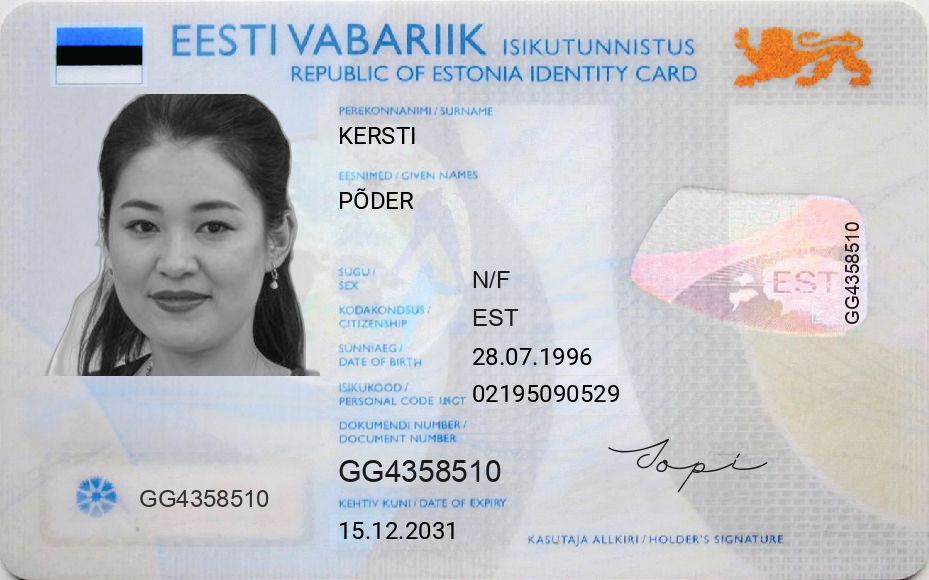 EESTI VABARIIK ISIKUTUNNISTUS
REPUBLIC OF ESTONIA IDENTITY CARD
PEREKONNANIMI / SURNAME
KERSTI
EESNIMED / GIVEN NAMES
PÕDER
SUGU /
SEX
N/F
KODAKONDSUS /
CITIZENSHIP
EST
SÜNNIAEG /
DATE OF BIRTH
28.07.1996
ISIKUKOOD /
PERSONAL CODE
02195090529
DOKUMENDI NUMBER /
DOCUMENT NUMBER
GG4358510
KEHTIV KUNI / DATE OF EXPIRY
15.12.2031
GG4358510
EST
GG4358510
KASUTAJA ALLKIRI / HOLDER'S SIGNATURE